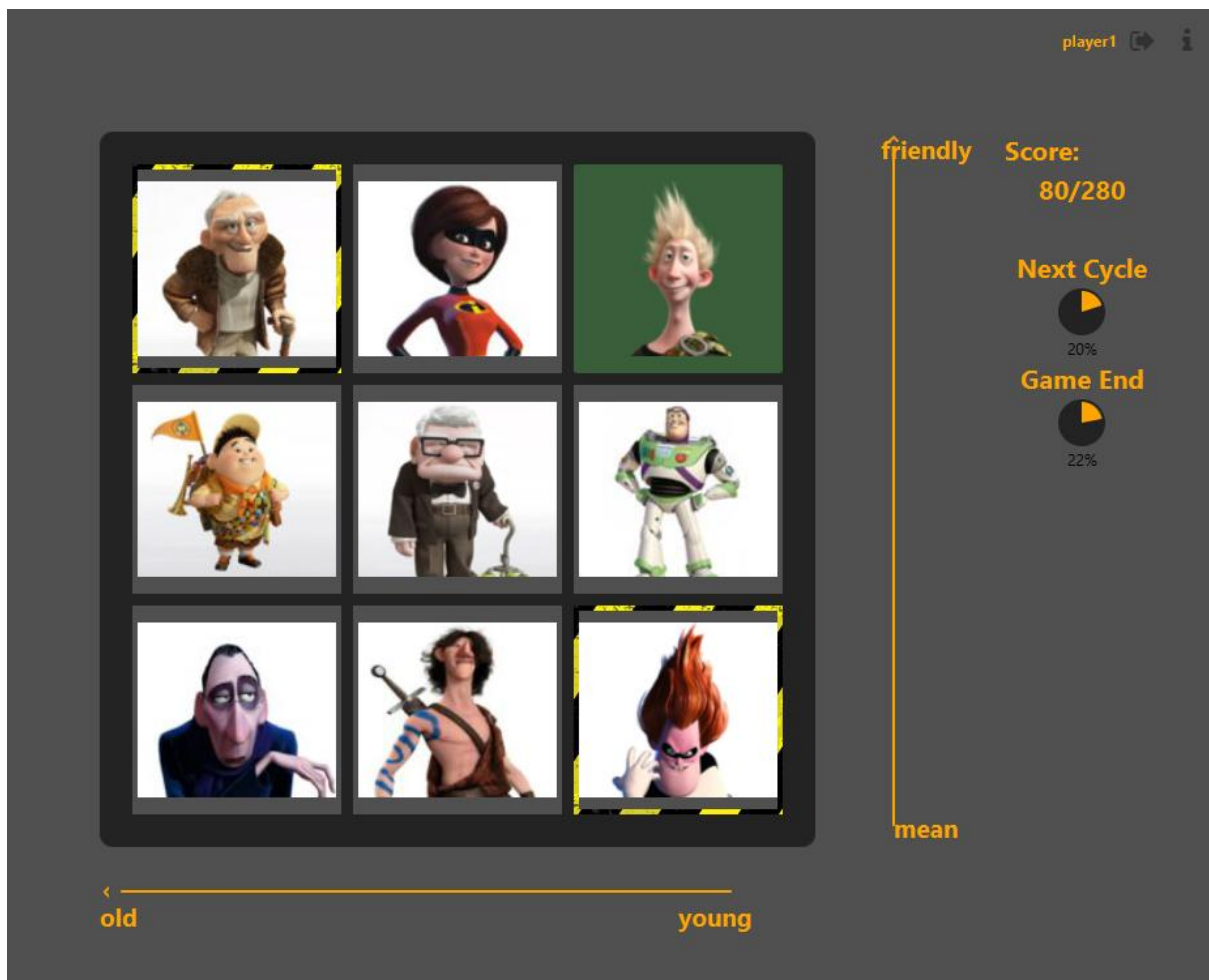 player1
friendly
Score:
80/280
Next Cycle
20%
Game End
22%
mean
old
young